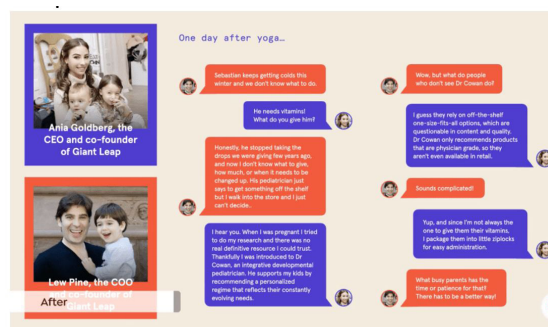 One day after yoga…
Ania Goldberg, the
CEO and co-founder
of Giant Leap
Lew Pine, the COO
and co-founder of
Giant Leap
After
Sebastian keeps getting colds this
winter and we don't know what to do.
He needs vitamins!
What do you give him?
Honestly, he stopped taking the
drops we were giving few years ago,
and now I don't know what to give,
how much, or when it needs to be
changed up. His pediatrician just
says to get something off the shelf
but I walk into the store and I just
can't decide..
I hear you. When I was pregnant I tried
to do my research and there was no
real definitive resource I could trust.
Thankfully I was introduced to Dr
Cowan, an integrative developmental
pediatrician. He supports my kids by
recommending a personalized
regime that reflects their constantly
evolving needs.
Wow, but what do people
who don't see Dr Cowan do?
I guess they rely on off-the-shelf
one-size-fits-all options, which are
questionable in content and quality.
Dr Cowan only recommends products
that are physician grade, so they
aren't even available in retail.
Sounds complicated!
Yup, and since I'm not always the
one to give them their vitamins,
I package them into little ziplocks
for easy administration.
What busy parents has the
time or patience for that?
There has to be a better way!